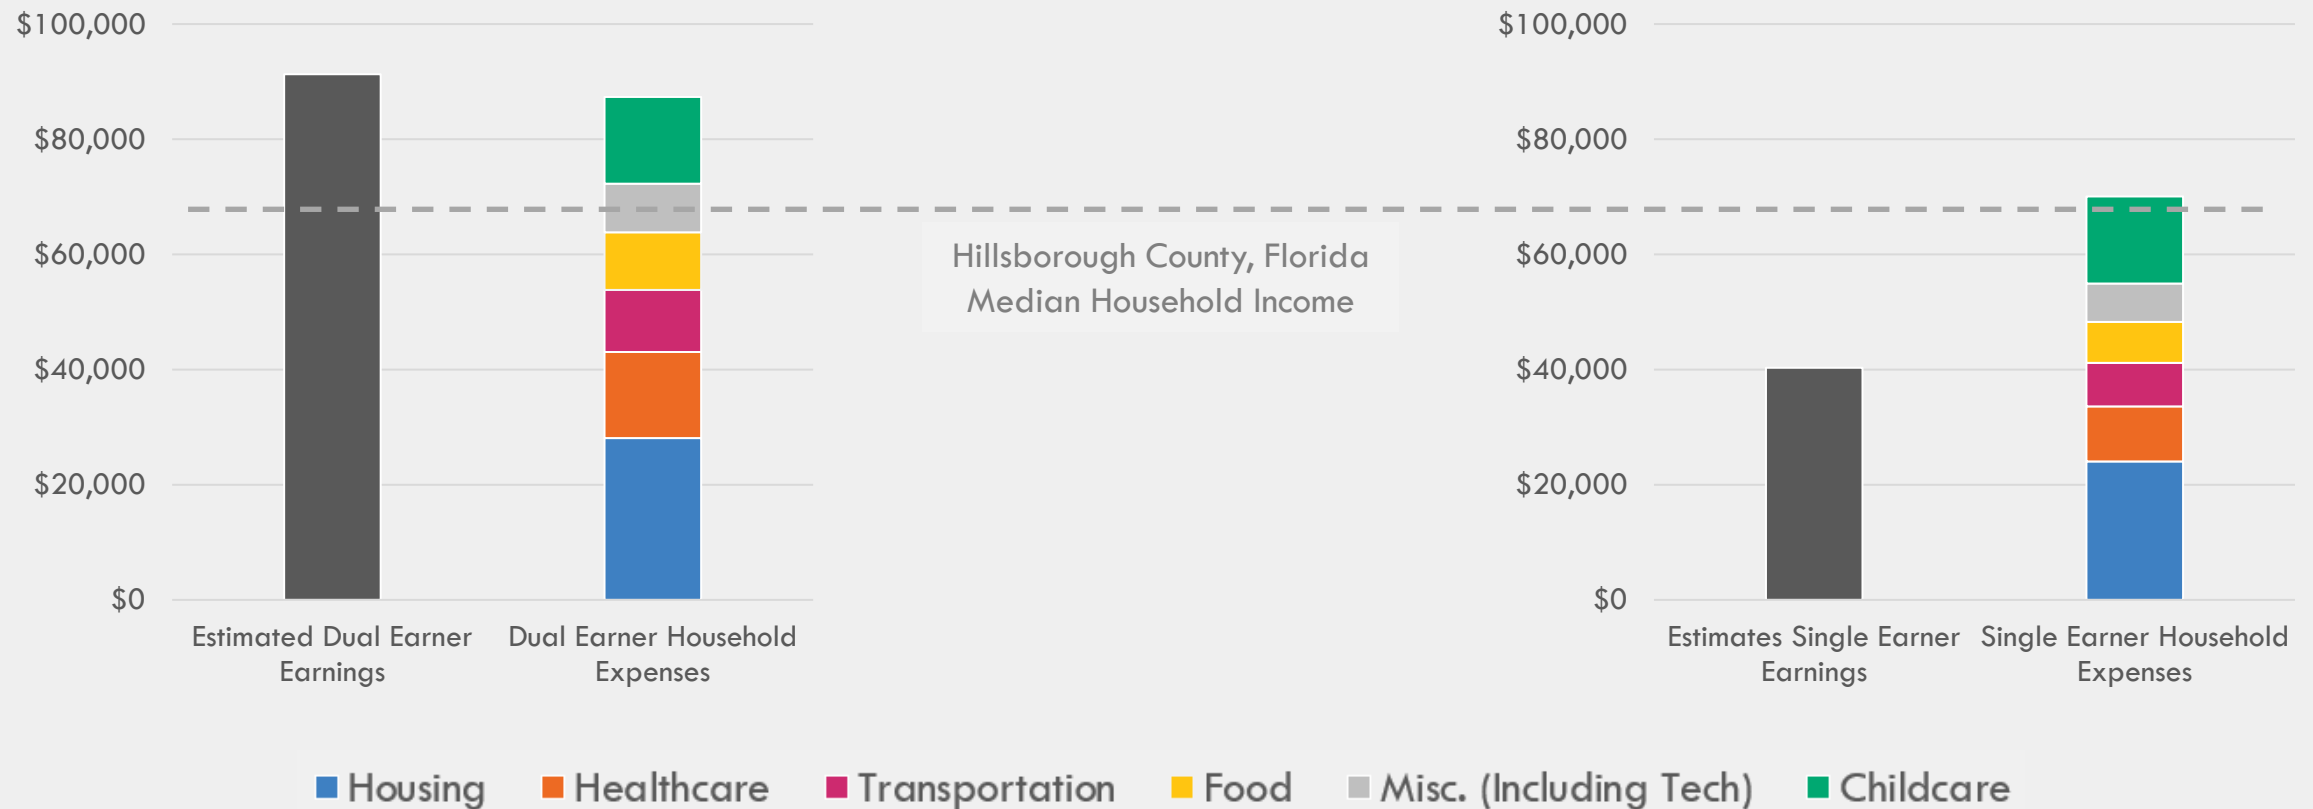 $100,000
$80,000
$60,000
$40,000
$20,000
$0
Estimated Dual Earner
Earnings
Dual Earner Household
Expenses
Hillsborough County, Florida
Median Household Income
$100,000
$80,000
$60,000
$40,000
$20,000
$0
Estimates Single Earner
Earnings
Single Earner Household
Expenses
Housing
Healthcare
Transportation
Food
Misc. (Including Tech)
Childcare